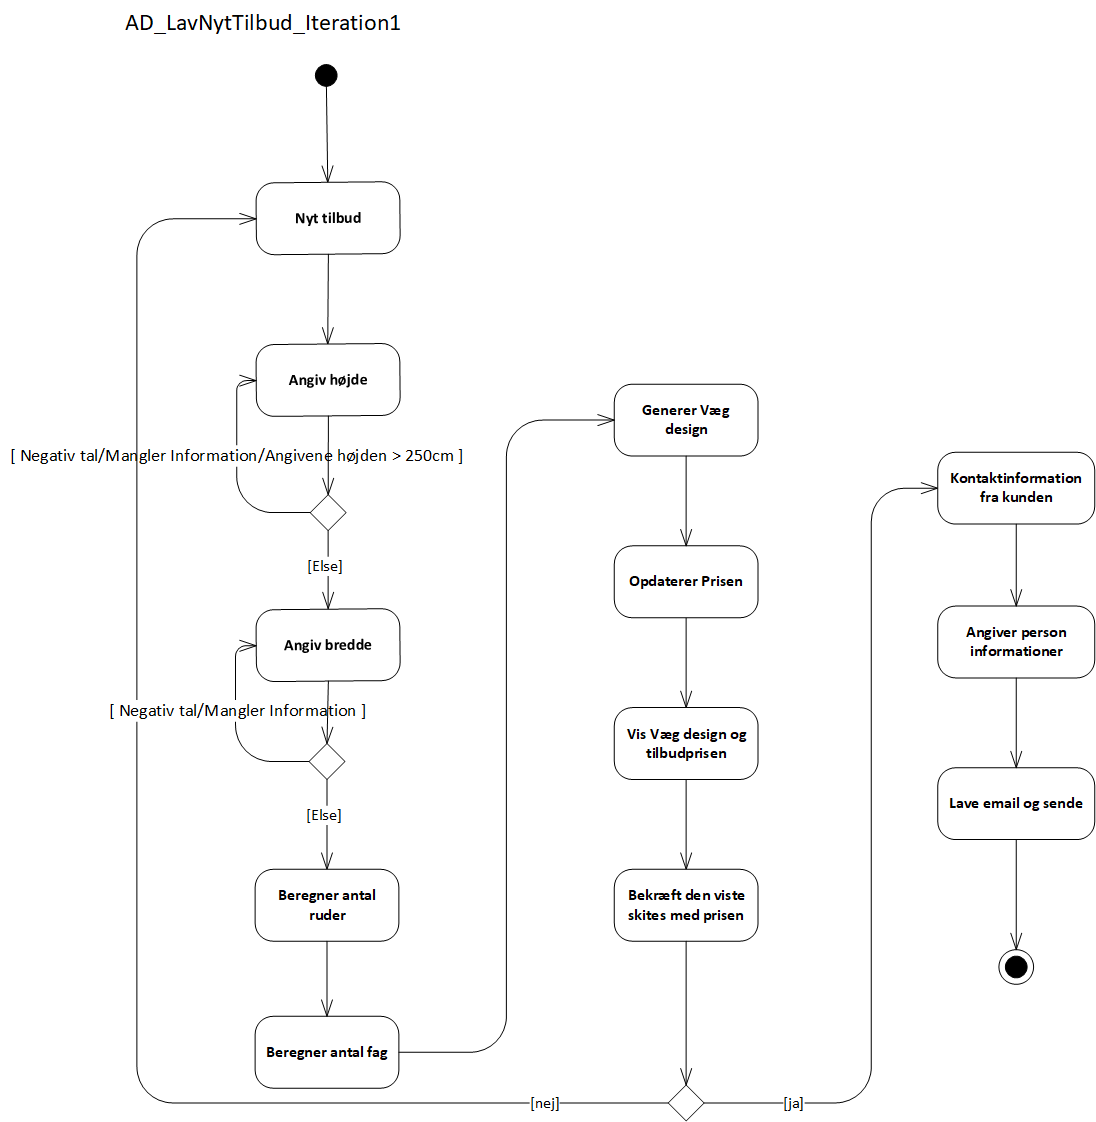 AD_LavNytTilbud_Iteration1
Nyt tilbud
Angiv højde
[ Negativ tal/Mangler Information/Angivene højden > 250cm ]
[Else]
Angiv bredde
[ Negativ tal/Mangler Information ]
[Else]
Beregner antal
ruder
Beregner antal fag
Generer Væg
design
Opdaterer Prisen
Vis Væg design og
tilbudprisen
Bekræft den viste
skites med prisen
[nej]
[ja]
Kontaktinformation
fra kunden
Angiver person
informationer
Lave email og sende